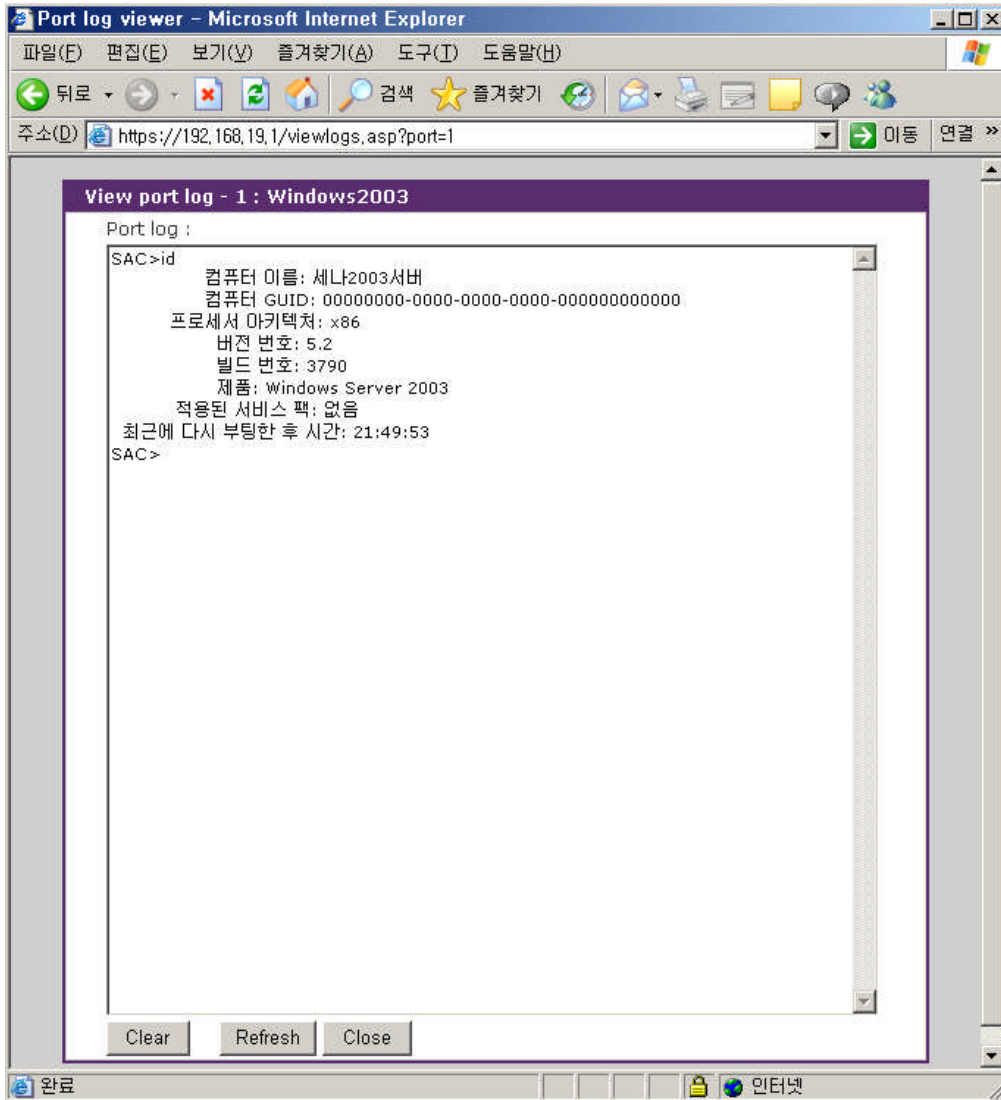 Port log viewer - Microsoft Internet Explorer
파일(F) 편집(E) 보기(V) 즐겨찾기(A) 도구(T) 도움말(H)
뒤로 검색 즐겨찾기
주소(D) https://192.168.19.1/viewlogs.asp?port=1 이동 연결 »
View port log - 1 : Windows2003
Port log :
SAC>id
컴퓨터 이름: 세나2003서버
컴퓨터 GUID: 00000000-0000-0000-0000-000000000000
프로세서 아키텍처: x86
버전 번호: 5.2
빌드 번호: 3790
제품: Windows Server 2003
적용된 서비스 팩: 없음
최근에 다시 부팅한 후 시간: 21:49:53
SAC>
Clear Refresh Close
완료 인터넷